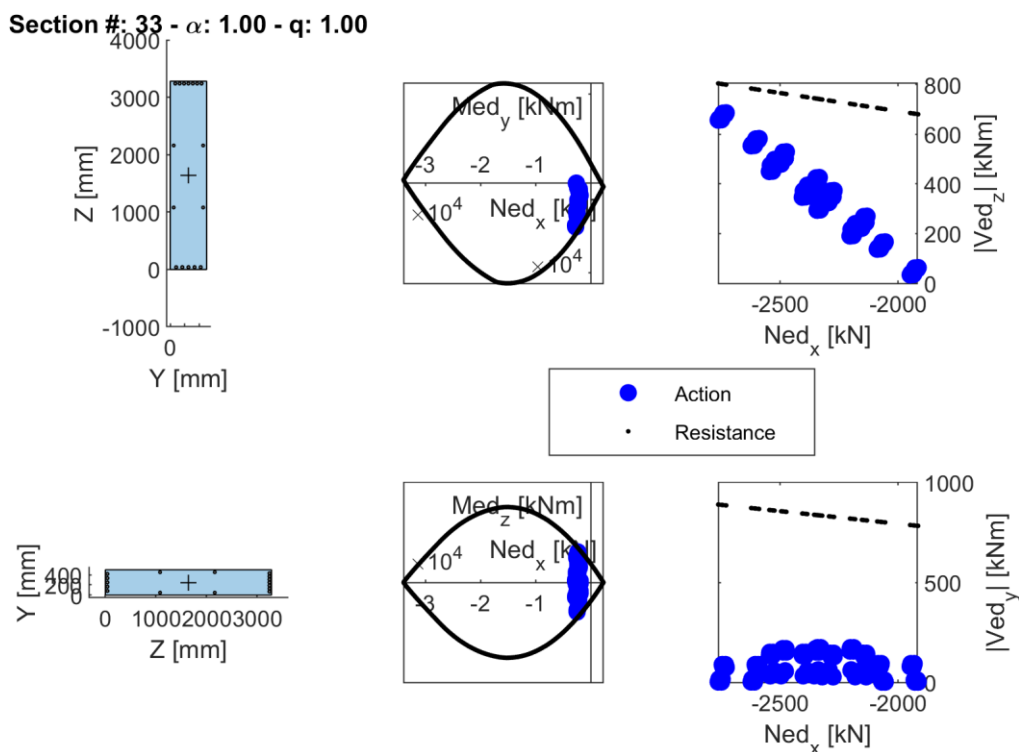 Section #: 33 - α: 1.00 - q: 1.00
4000
3000
2000
1000
0
-1000
Z [mm]
0
Y [mm]
Med_y [kNm]
-3 -2 -1
Ned_x [kN]
×10^4
×10^4
800
600
400
200
0
|Ved_z| [kNm]
-2500 -2000
Ned_x [kN]
Action
Resistance
Y [mm]
400
200
0
0 1000 2000 3000
Z [mm]
Med_z [kNm]
Ned_x [kN]
×10^4
-3 -2 -1
1000
500
0
|Ved_y| [kNm]
-2500 -2000
Ned_x [kN]